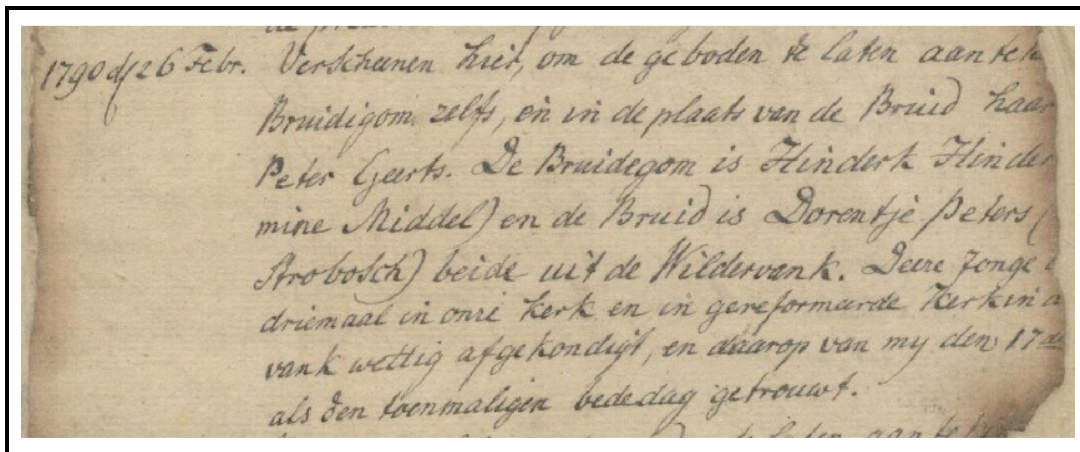 1790 d 26 Febr. Verscheenen hier, om de geboden te laten aante
Bruidigom zelfs, en in de plaats van de Bruid haar
Peter Geerts. De Bruidegom is Hinderk Hinder
mine Middel) en de Bruid is Dorentje Peters (
Strobosch) beide uit de Wildervank. Deeze Jonge
driemaal in onze kerk en in gereformeerde kerk in
vank wettig afgekondigt, en daarop van my den 17de
als den toenmaligen bededag getrouwt.